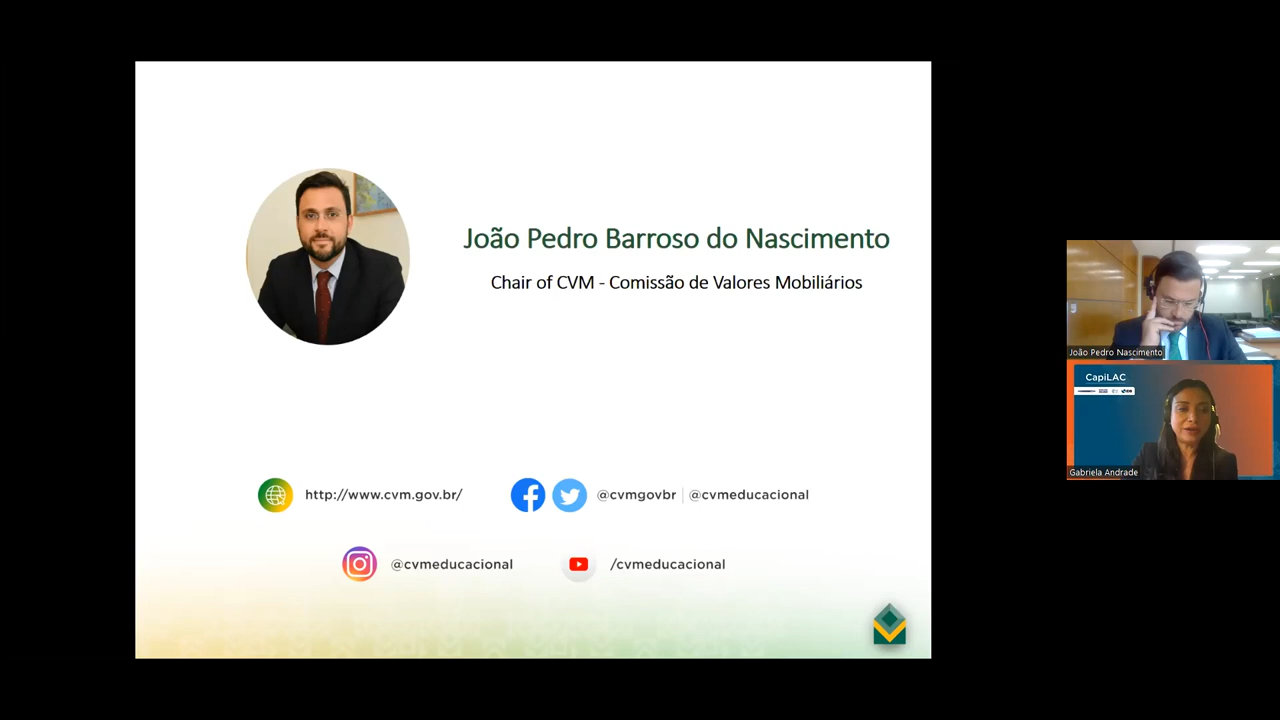 João Pedro Barroso do Nascimento
Chair of CVM - Comissão de Valores Mobiliários
http://www.cvm.gov.br/
@cvmgovbr | @cvmeducacional
@cvmeducacional
/cvmeducacional
João Pedro Nascimento
CapiLAC
Gabriela Andrade